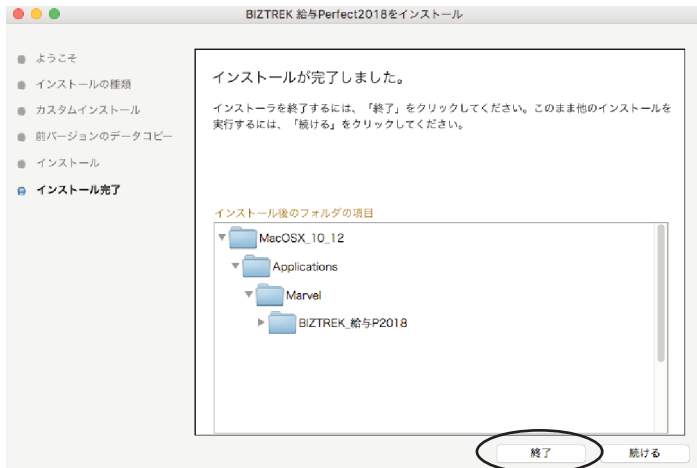 BIZTREK 給与Perfect2018をインストール
ようこそ
インストールの種類
カスタムインストール
前バージョンのデータコピー
インストール
インストール完了
インストールが完了しました。
インストーラを終了するには、「終了」をクリックしてください。このまま他のインストールを
実行するには、「続ける」をクリックしてください。
インストール後のフォルダの項目
MacOSX_10_12
Applications
Marvel
BIZTREK_給与P2018
終了
続ける